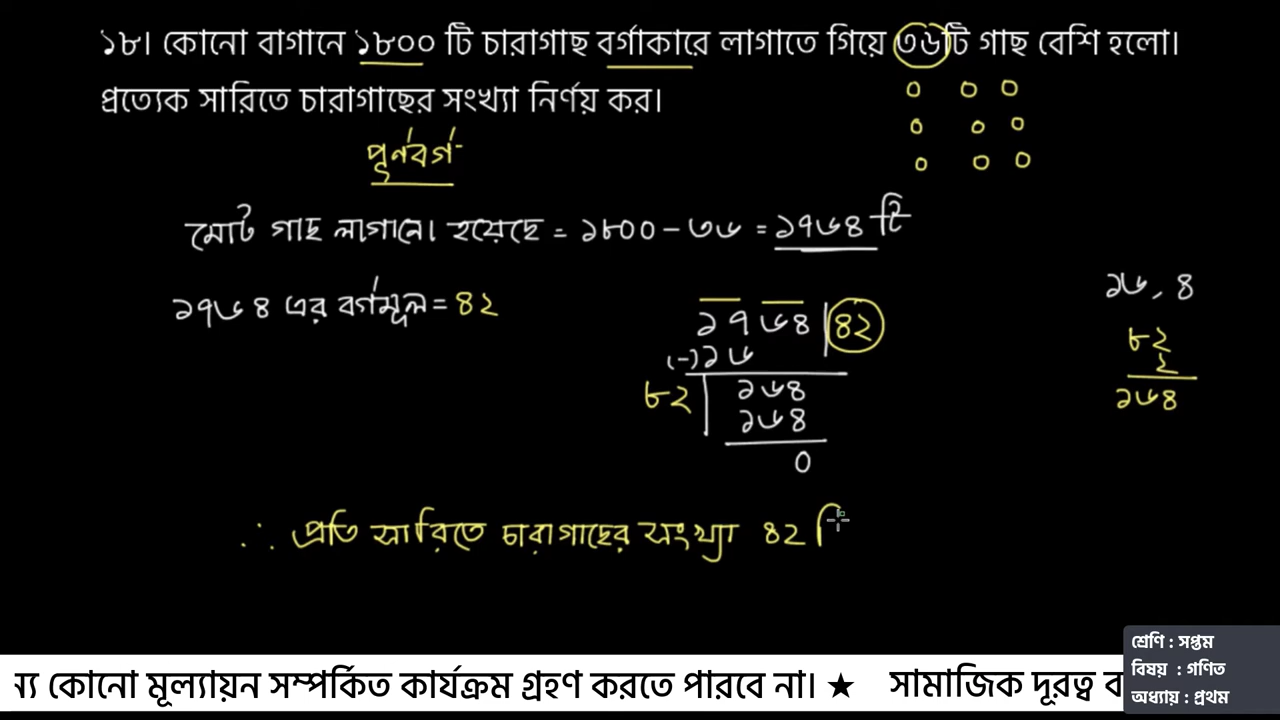 ১৮। কোনো বাগানে ১৮০০ টি চারাগাছ বর্গাকারে লাগাতে গিয়ে ৩৬টি গাছ বেশি হলো।
প্রত্যেক সারিতে চারাগাছের সংখ্যা নির্ণয় কর।
পূর্ণবর্গ
মোট গাছ লাগানো হয়েছে = ১৮০০ - ৩৬ = ১৭৬৪ টি
১৭৬৪ এর বর্গমূল = ৪২
১৭ ৬৪ | ৪২
(-) ১৬
৮২ | ১৬৪
১৬৪
০
১৬, ৪
৮২
২
১৬৪
∴ প্রতি সারিতে চারাগাছের সংখ্যা ৪২ ি
শ্রেণি : সপ্তম
বিষয় : গণিত
অধ্যায় : প্রথম
ন্য কোনো মূল্যায়ন সম্পর্কিত কার্যক্রম গ্রহণ করতে পারবে না। ★ সামাজিক দূরত্ব ব